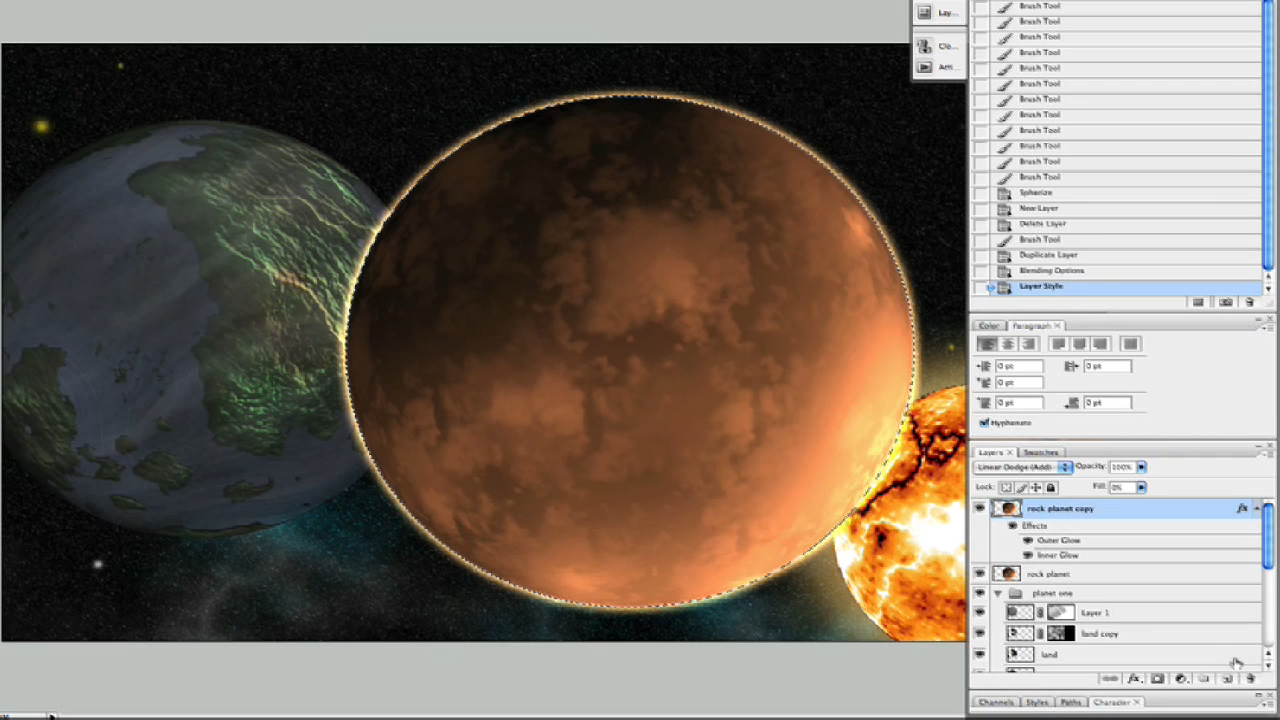 Lay...
Clo...
Acti...
Brush Tool
Brush Tool
Brush Tool
Brush Tool
Brush Tool
Brush Tool
Brush Tool
Brush Tool
Brush Tool
Brush Tool
Brush Tool
Brush Tool
Spherize
New Layer
Delete Layer
Brush Tool
Duplicate Layer
Blending Options
Layer Style
Color Paragraph ×
0 pt 0 pt
0 pt
0 pt 0 pt
Hyphenate
Layers × Swatches
Linear Dodge (Add) Opacity: 100%
Lock: Fill: 0%
rock planet copy fx
Effects
Outer Glow
Inner Glow
rock planet
planet one
Layer 1
land copy
land
fx.
Channels Styles Paths Character ×